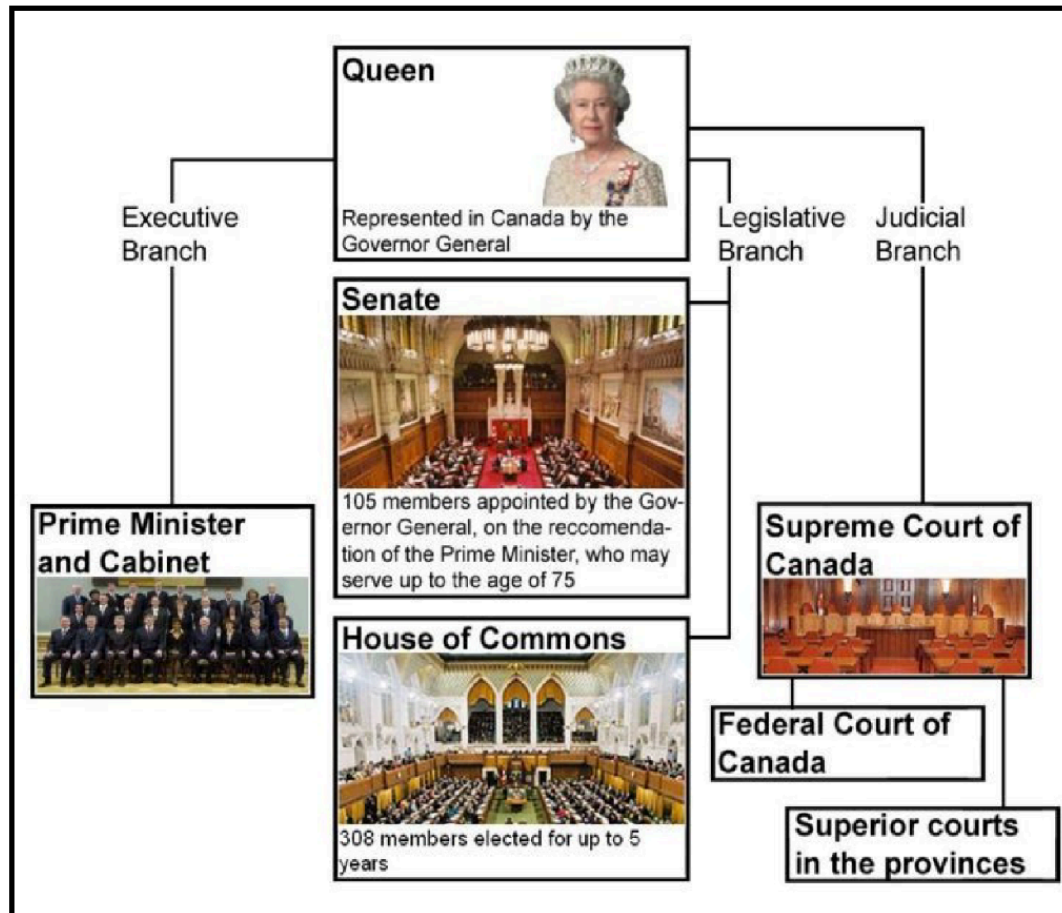 Queen
Represented in Canada by the
Governor General
Executive
Branch
Legislative
Branch
Judicial
Branch
Senate
105 members appointed by the Gov-
ernor General, on the reccomenda-
tion of the Prime Minister, who may
serve up to the age of 75
Prime Minister
and Cabinet
House of Commons
308 members elected for up to 5
years
Supreme Court of
Canada
Federal Court of
Canada
Superior courts
in the provinces